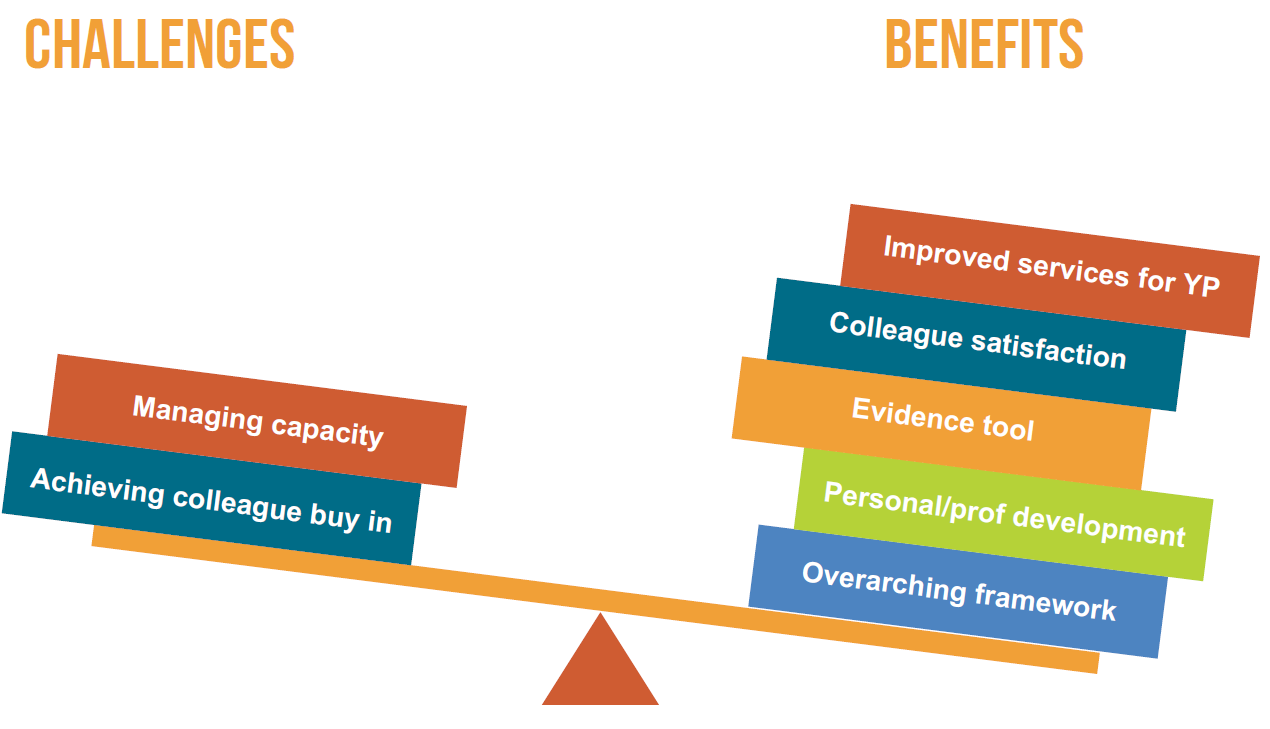 CHALLENGES
BENEFITS
Managing capacity
Achieving colleague buy in
Improved services for YP
Colleague satisfaction
Evidence tool
Personal/prof development
Overarching framework